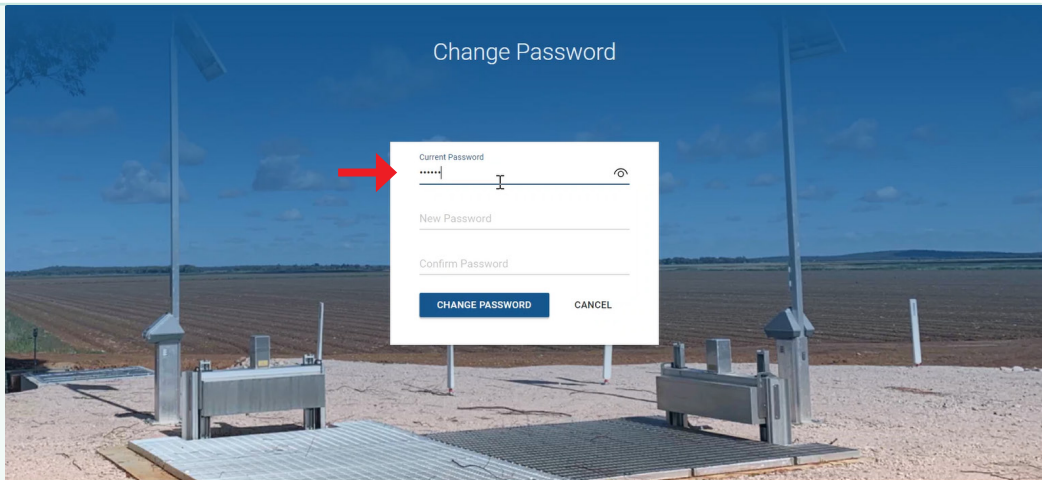 Change Password
Current Password
••••••
New Password
Confirm Password
CHANGE PASSWORD CANCEL